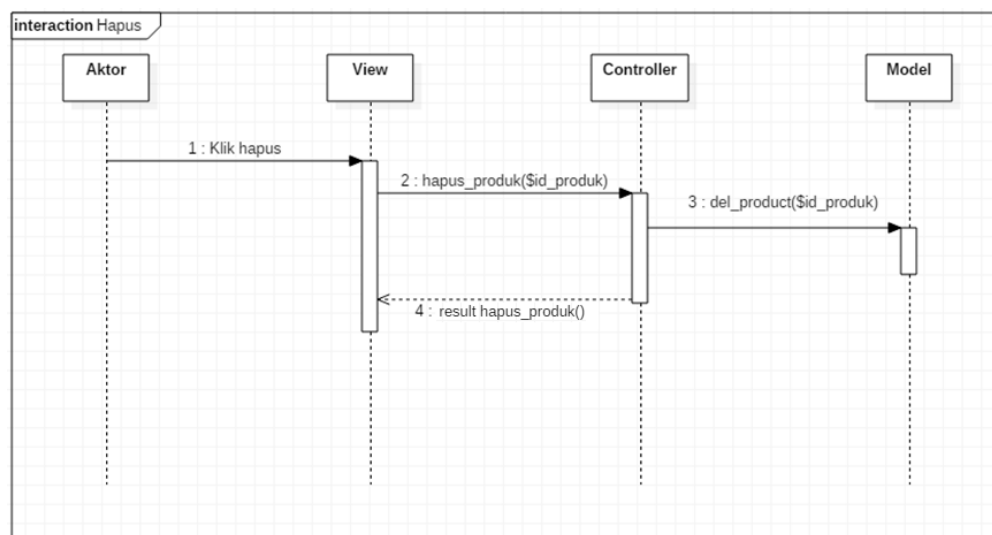 interaction Hapus
Aktor
View
Controller
Model
1 : Klik hapus
2 : hapus_produk($id_produk)
3 : del_product($id_produk)
4 : result hapus_produk()